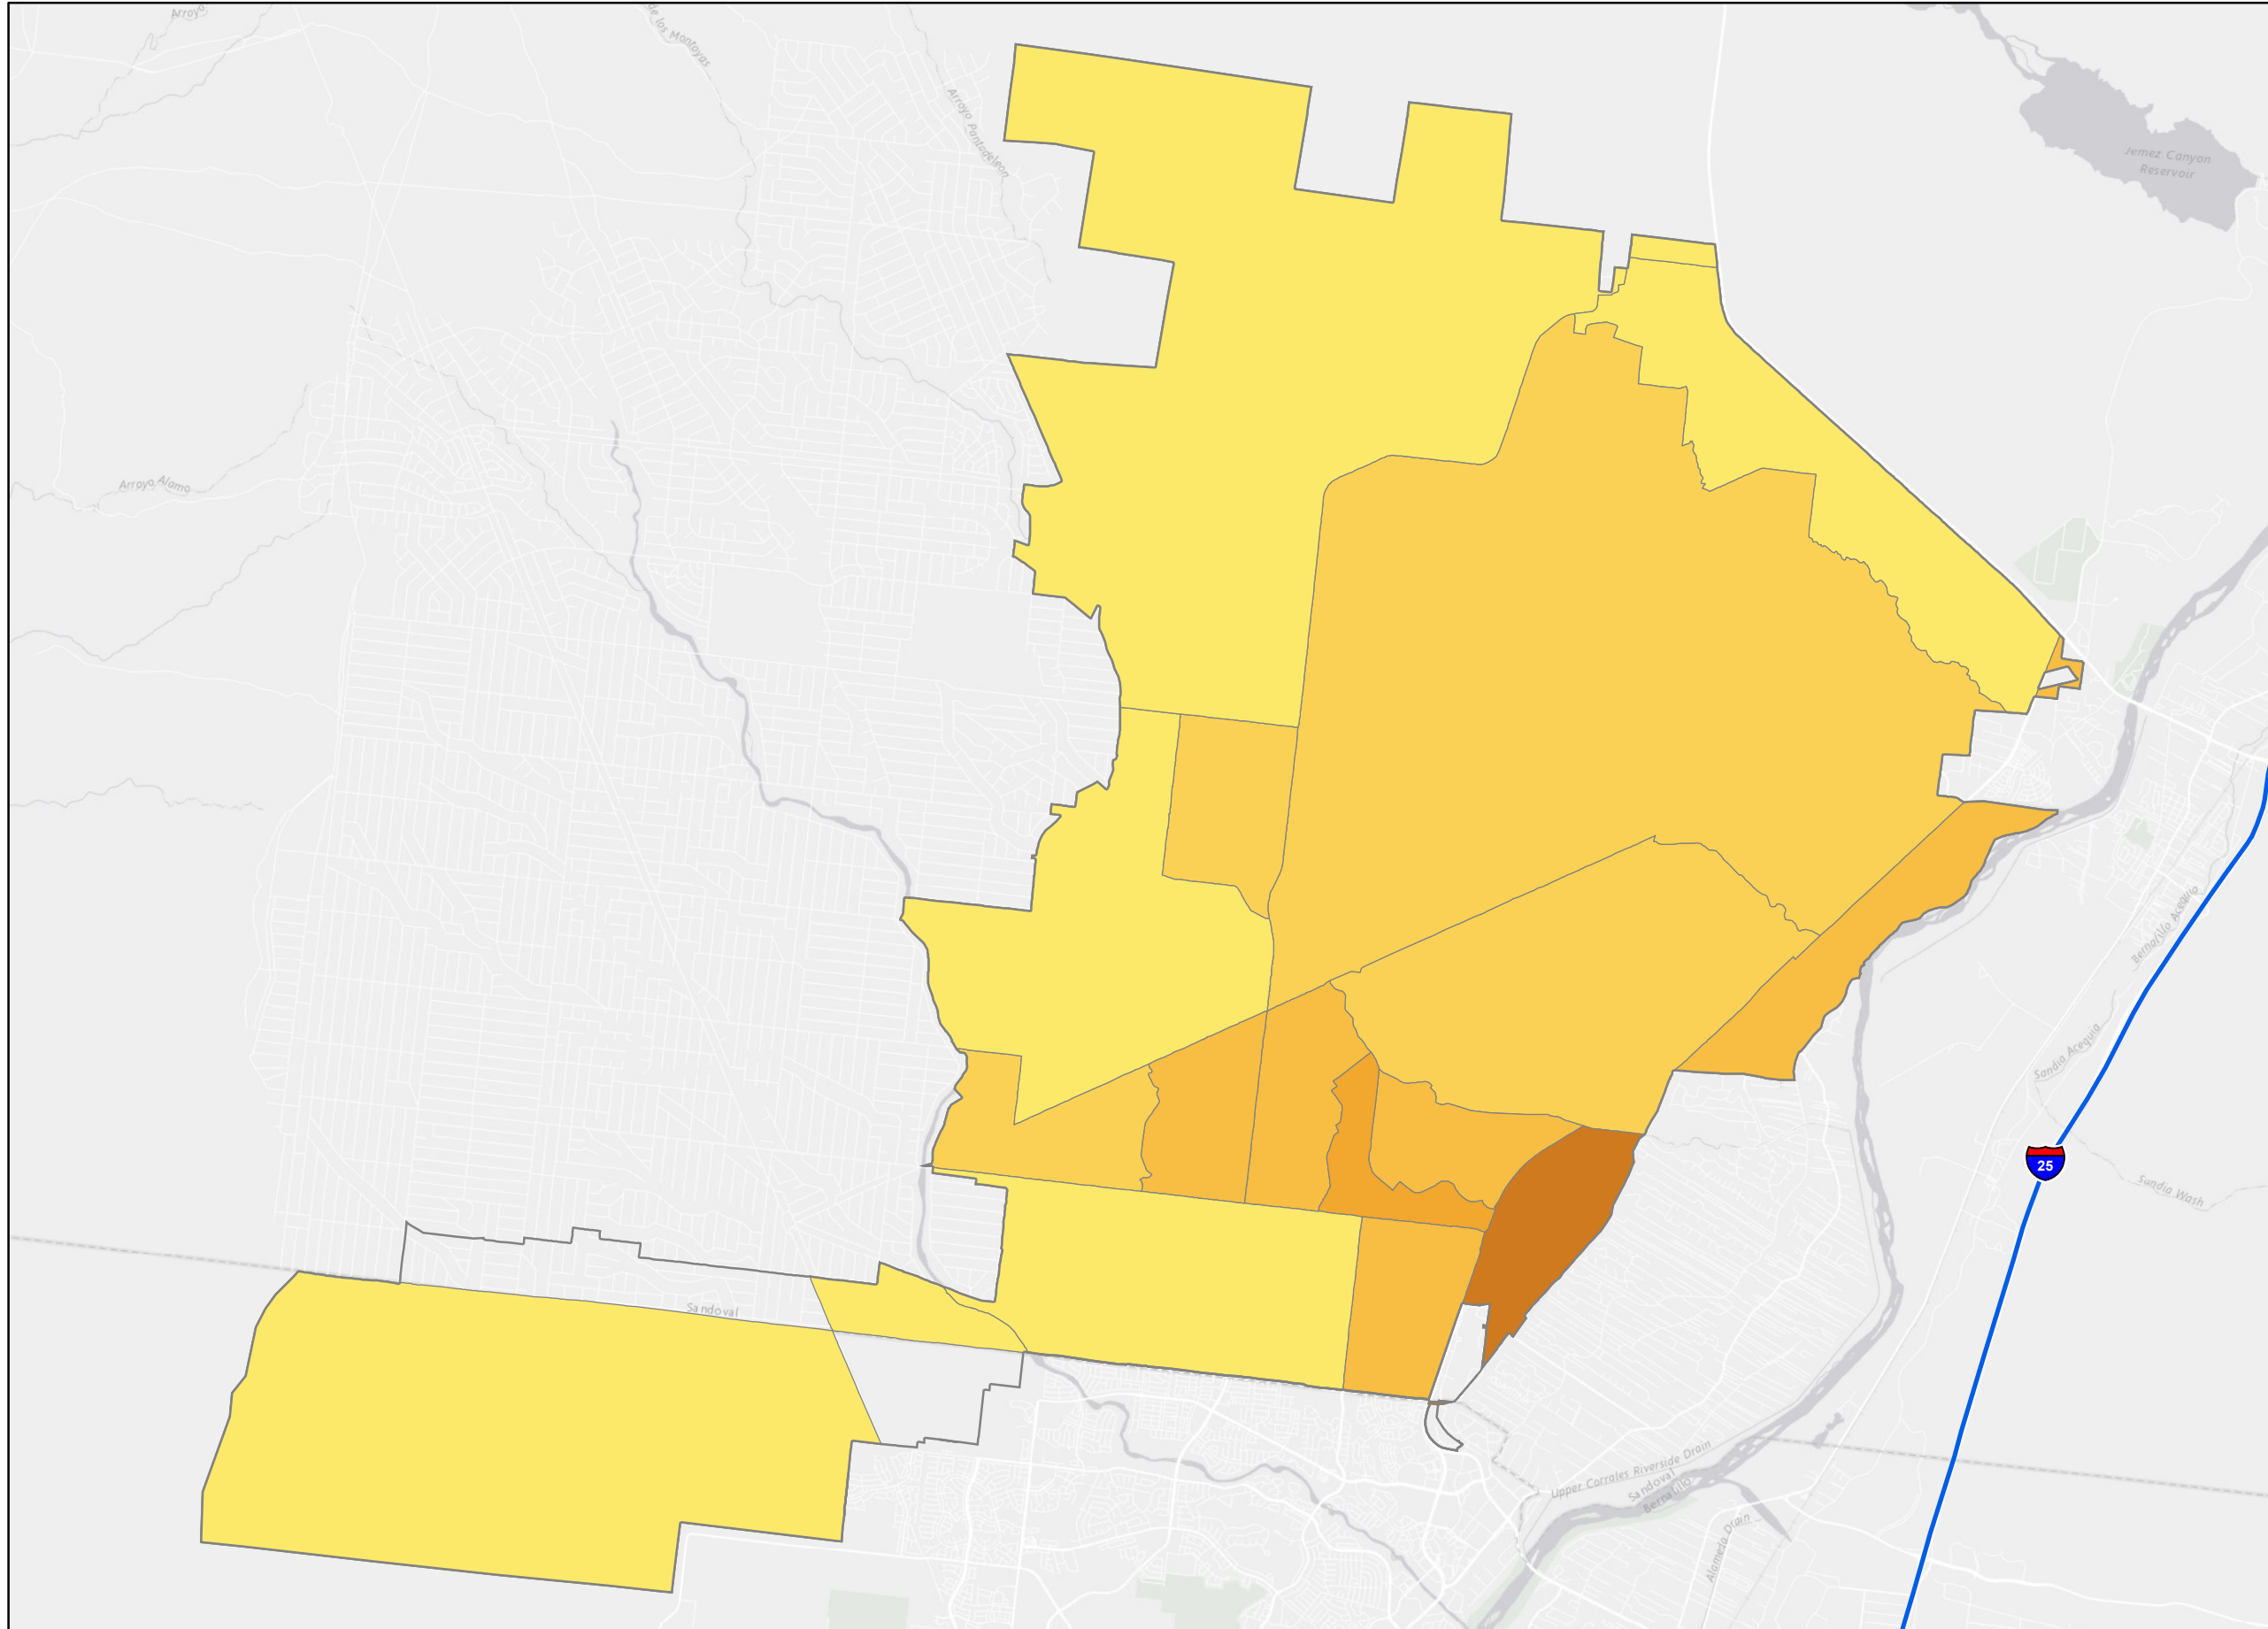 Arroyo
de los Montoyas
Arroyo Pantadeleon
Jemez Canyon
Reservoir
Arroyo Alamo
Bernalillo Acequia
Sandia Acequia
25
Sundia Wash
Sandoval
Upper Corrales Riverside Drain
Sandoval
Bernalillo
Alameda Drain